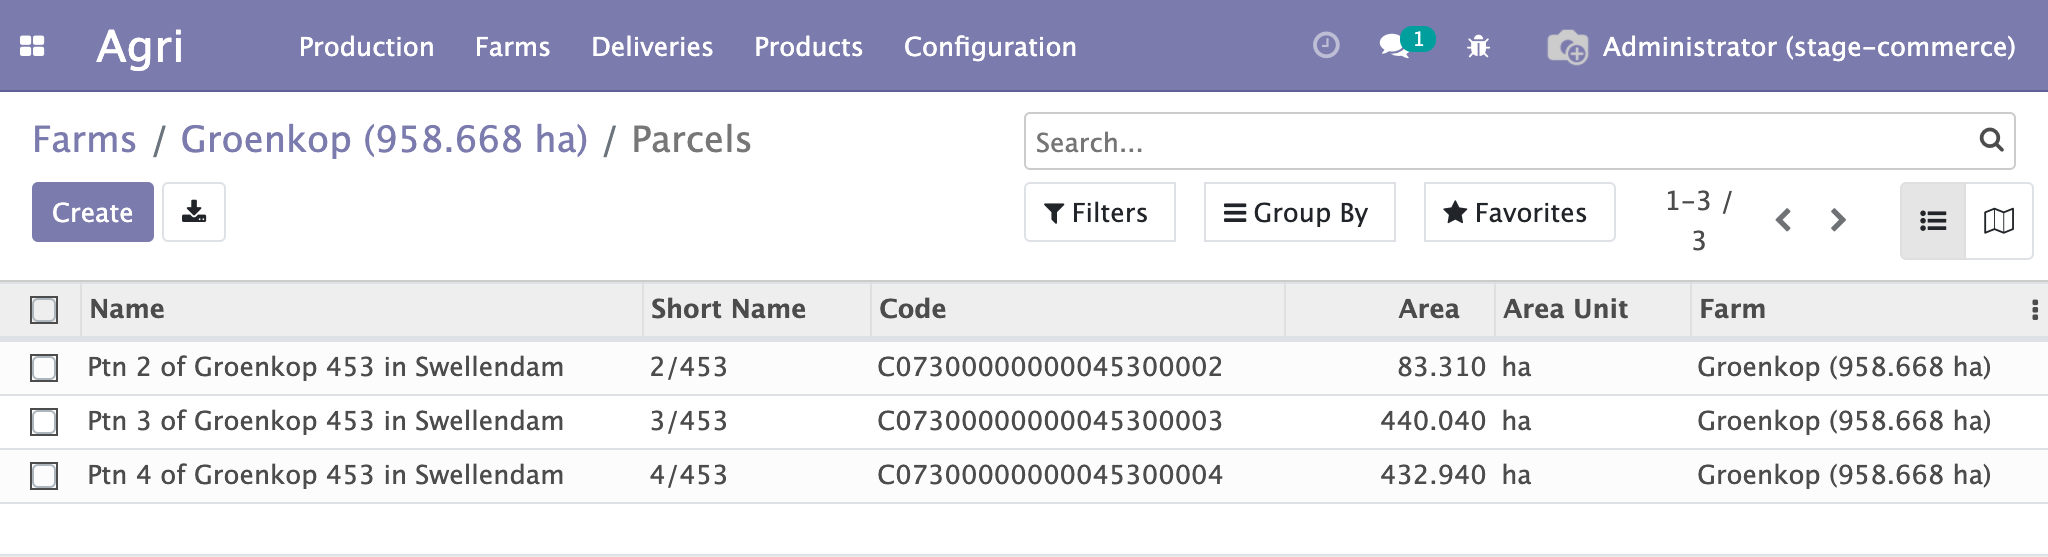 Agri Production Farms Deliveries Products Configuration 1 Administrator (stage-commerce)
Farms / Groenkop (958.668 ha) / Parcels
Search...
Create
Filters Group By Favorites
1-3 /
3
Name Short Name Code Area Area Unit Farm
Ptn 2 of Groenkop 453 in Swellendam 2/453 C07300000000045300002 83.310 ha Groenkop (958.668 ha)
Ptn 3 of Groenkop 453 in Swellendam 3/453 C07300000000045300003 440.040 ha Groenkop (958.668 ha)
Ptn 4 of Groenkop 453 in Swellendam 4/453 C07300000000045300004 432.940 ha Groenkop (958.668 ha)